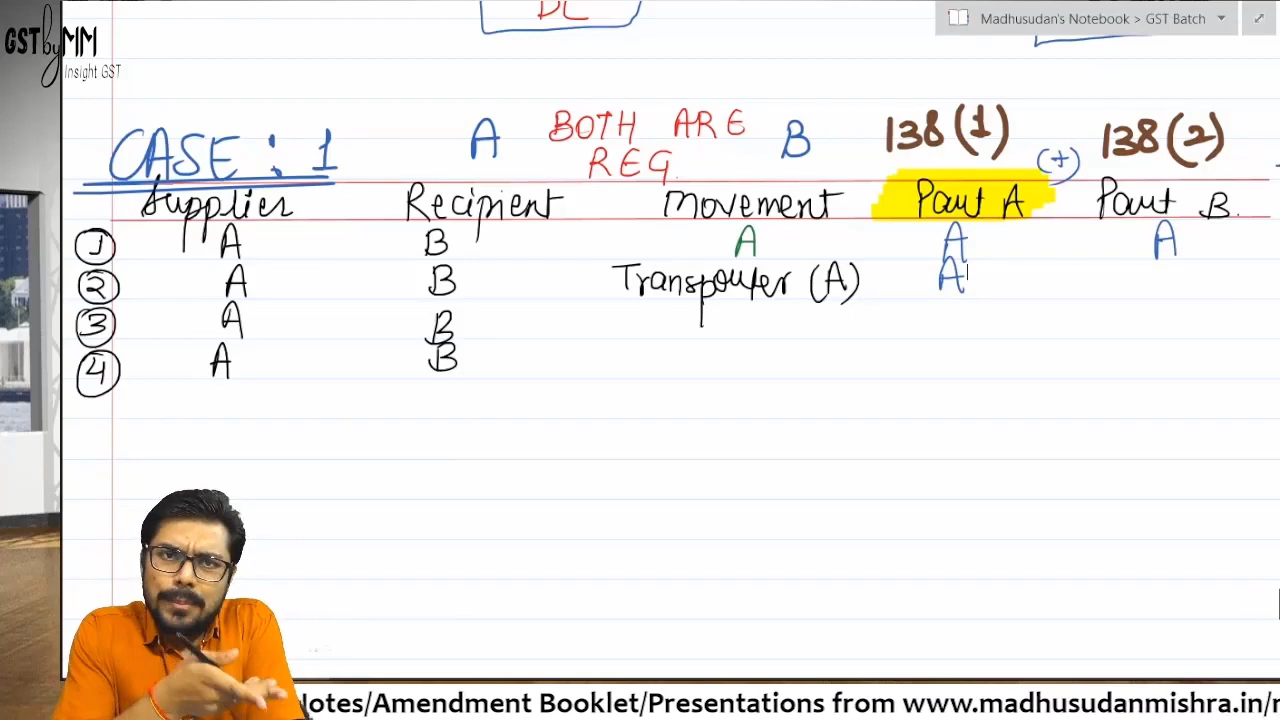 DC
Madhusudan's Notebook > GST Batch
GST by MM
Insight GST
CASE : 1 A BOTH ARE REG. B 138(1) (+) 138(2)
Supplier Recipient Movement Part A Part B.
1 A B A A A
2 A B Transporter (A) A
3 A B
4 A B
Notes/Amendment Booklet/Presentations from www.madhusudanmishra.in/